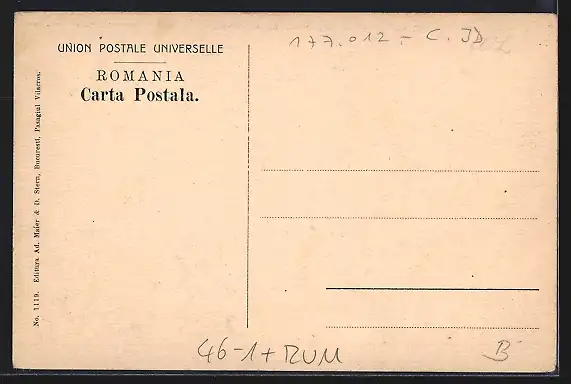 UNION POSTALE UNIVERSELLE
ROMANIA
Carta Postala.
177.012 - C. JD
No. 1119. Editura Ad. Maier & D. Stern, Bucuresti, Pasagiul Vilacros.
46-1+RUM
B